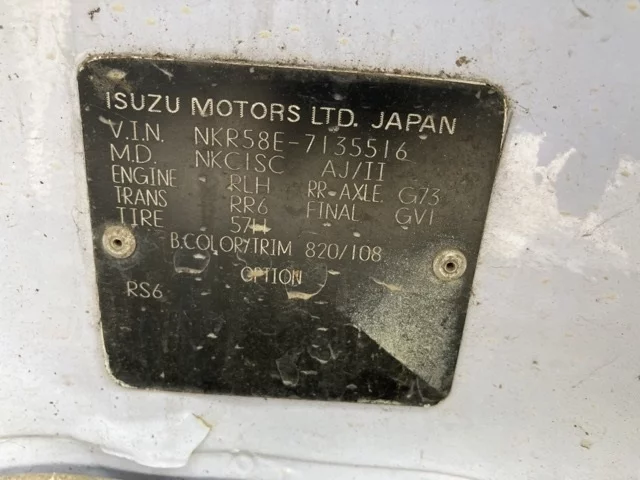 ISUZU MOTORS LTD. JAPAN
V.I.N. NKR58E-7135516
M.D. NKC1SC AJ/II
ENGINE RLH RR-AXLE G73
TRANS RR6 FINAL GV1
TIRE 57H
B.COLOR/TRIM 820/108
OPTION
RS6